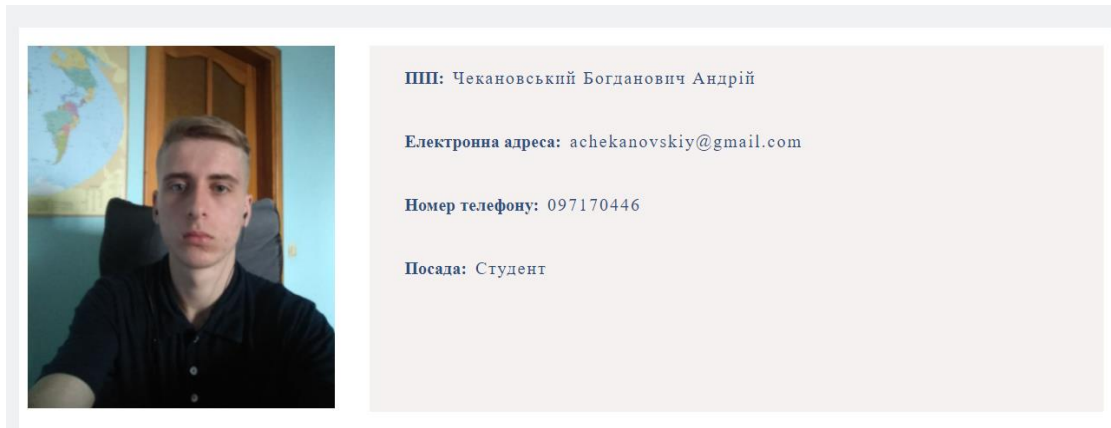 ПІП: Чекановський Богданович Андрій
Електронна адреса: achekanovskiy@gmail.com
Номер телефону: 097170446
Посада: Студент